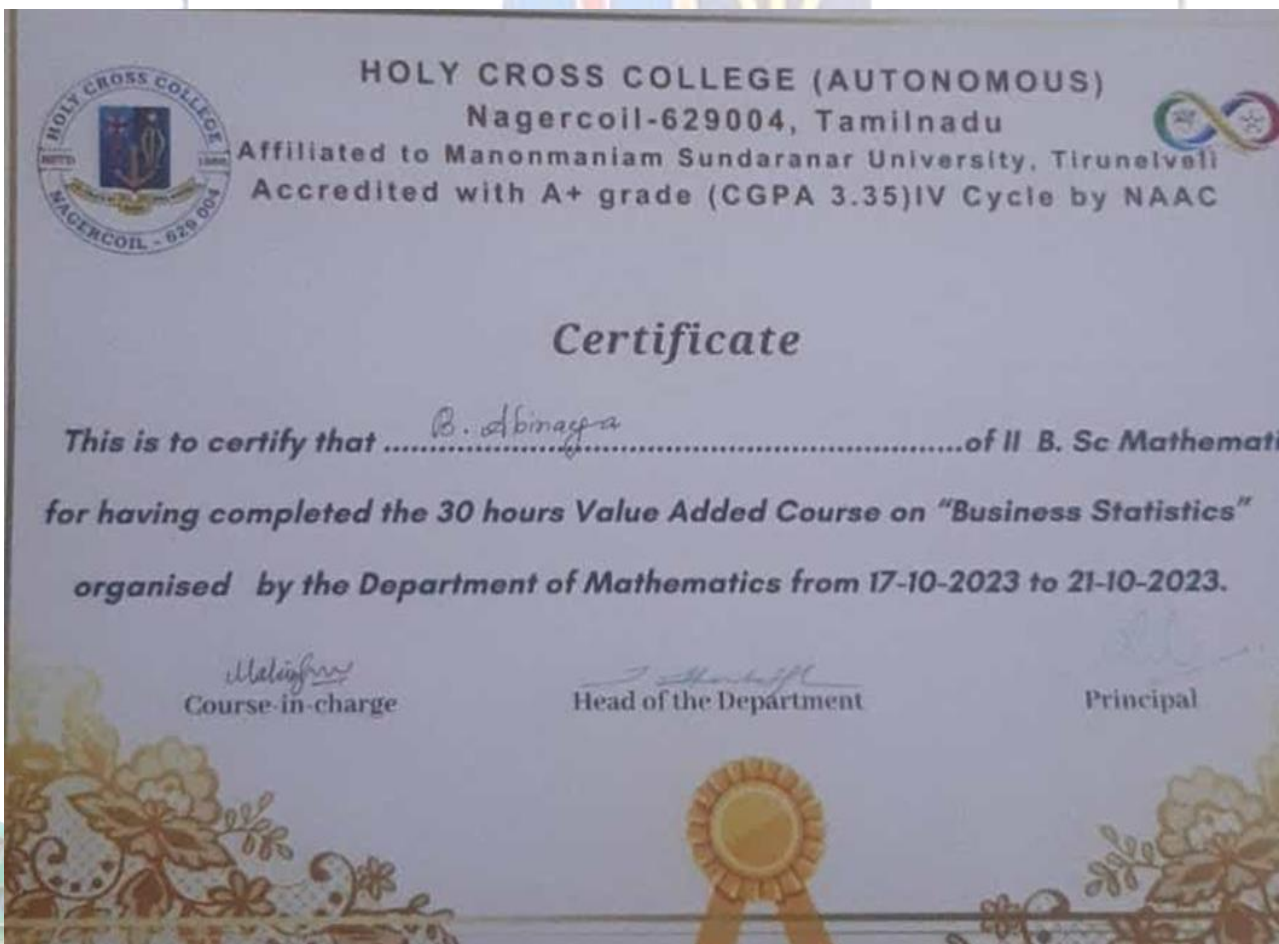 HOLY CROSS COLLEGE
NAGERCOIL - 629 004
HOLY CROSS COLLEGE (AUTONOMOUS)
Nagercoil-629004, Tamilnadu
Affiliated to Manonmaniam Sundaranar University, Tirunelveli
Accredited with A+ grade (CGPA 3.35)IV Cycle by NAAC
Certificate
This is to certify that ..... B. Abinaya .....of II B. Sc Mathemati
for having completed the 30 hours Value Added Course on "Business Statistics"
organised by the Department of Mathematics from 17-10-2023 to 21-10-2023.
Course-in-charge
Head of the Department
Principal